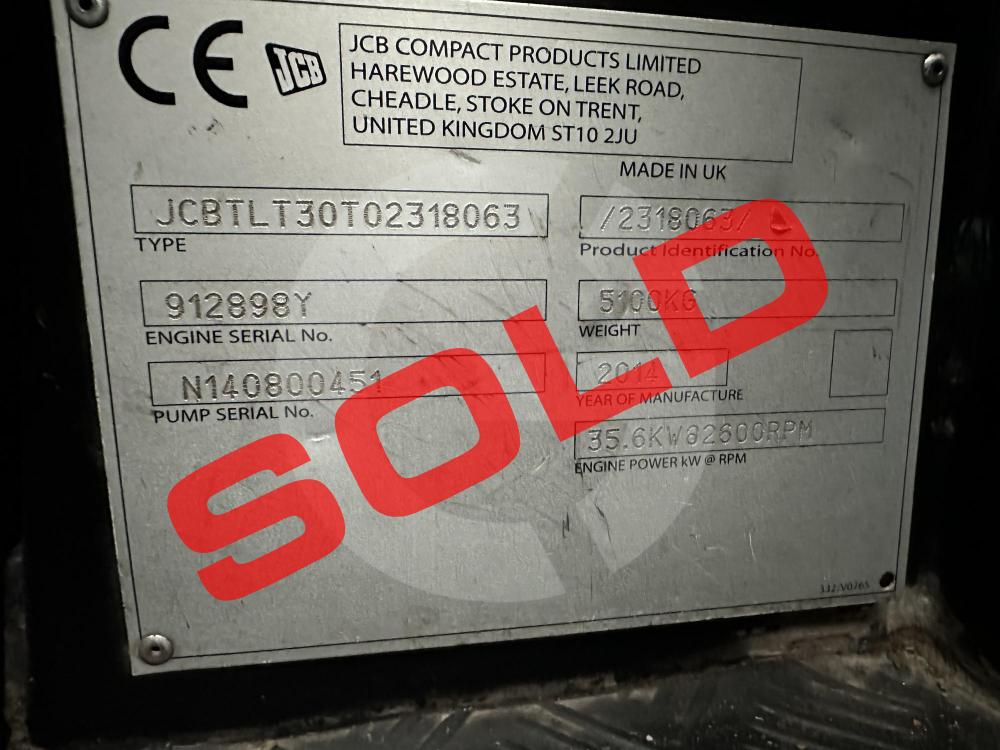 CE JCB
JCB COMPACT PRODUCTS LIMITED
HAREWOOD ESTATE, LEEK ROAD,
CHEADLE, STOKE ON TRENT,
UNITED KINGDOM ST10 2JU
MADE IN UK
JCBTLT30T02318063
TYPE
/2318063/
Product Identification No.
912898Y
ENGINE SERIAL No.
5100KG
WEIGHT
N140800451
PUMP SERIAL No.
2014
YEAR OF MANUFACTURE
35.6KW@2600RPM
ENGINE POWER kW @ RPM
332/V0765
SOLD